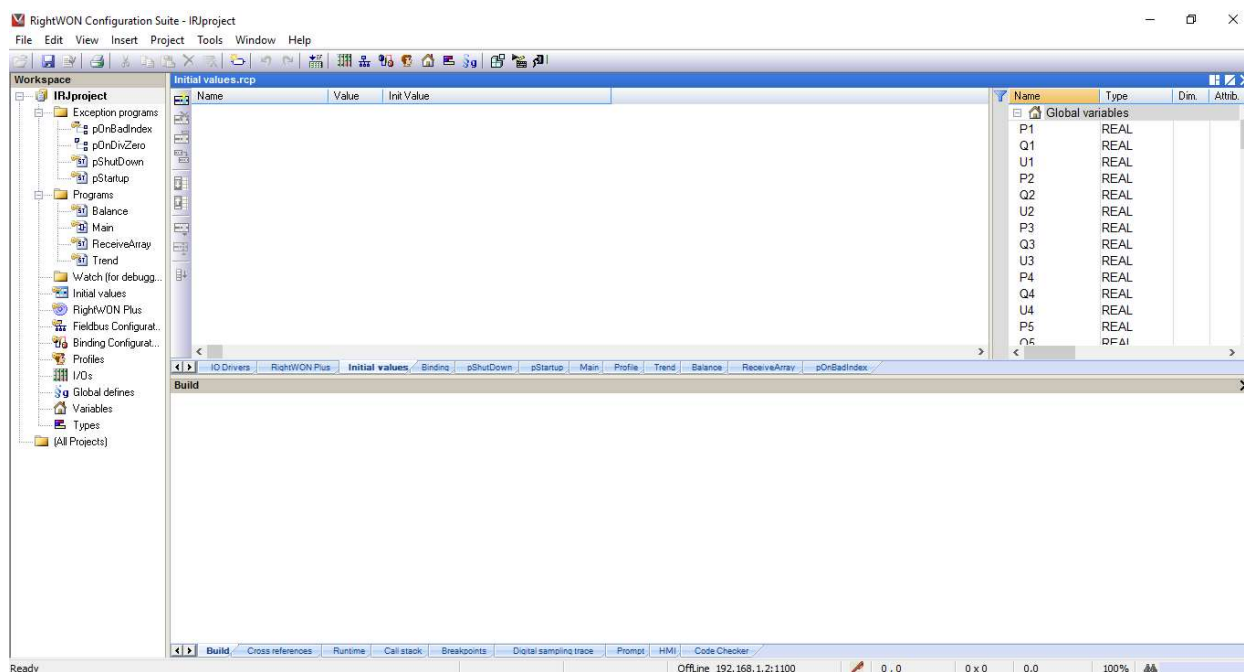 RightWON Configuration Suite - IRJproject
File Edit View Insert Project Tools Window Help
Workspace
IRJproject
Exception programs
pOnBadIndex
pOnDivZero
pShutDown
pStartup
Programs
Balance
Main
ReceiveArray
Trend
Watch (for debugg...
Initial values
RightWON Plus
Fieldbus Configurat..
Binding Configurat...
Profiles
I/Os
Global defines
Variables
Types
(All Projects)
Initial values.rcp
Name Value Init Value
Name Type Dim. Attrib.
Global variables
P1 REAL
Q1 REAL
U1 REAL
P2 REAL
Q2 REAL
U2 REAL
P3 REAL
Q3 REAL
U3 REAL
P4 REAL
Q4 REAL
U4 REAL
P5 REAL
Q5 REAL
IO Drivers RightWON Plus Initial values Binding pShutDown pStartup Main Profile Trend Balance ReceiveArray pOnBadIndex
Build
Build Cross references Runtime Call stack Breakpoints Digital sampling trace Prompt HMI Code Checker
Ready OffLine 192.168.1.2:1100 0 , 0 0 x 0 0.0 100%